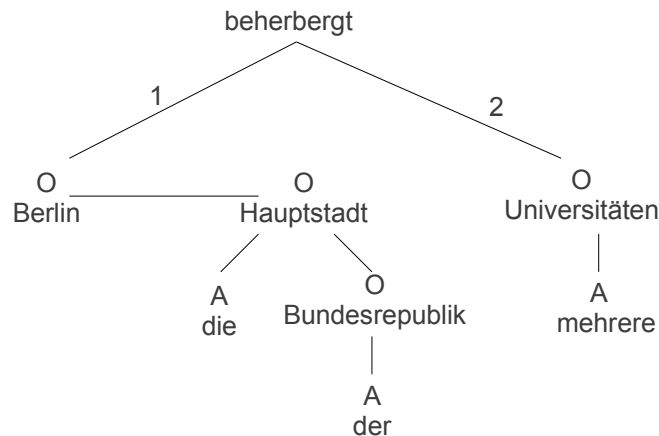 beherbergt
1
2
O
Berlin
O
Hauptstadt
O
Universitäten
A
die
O
Bundesrepublik
A
mehrere
A
der